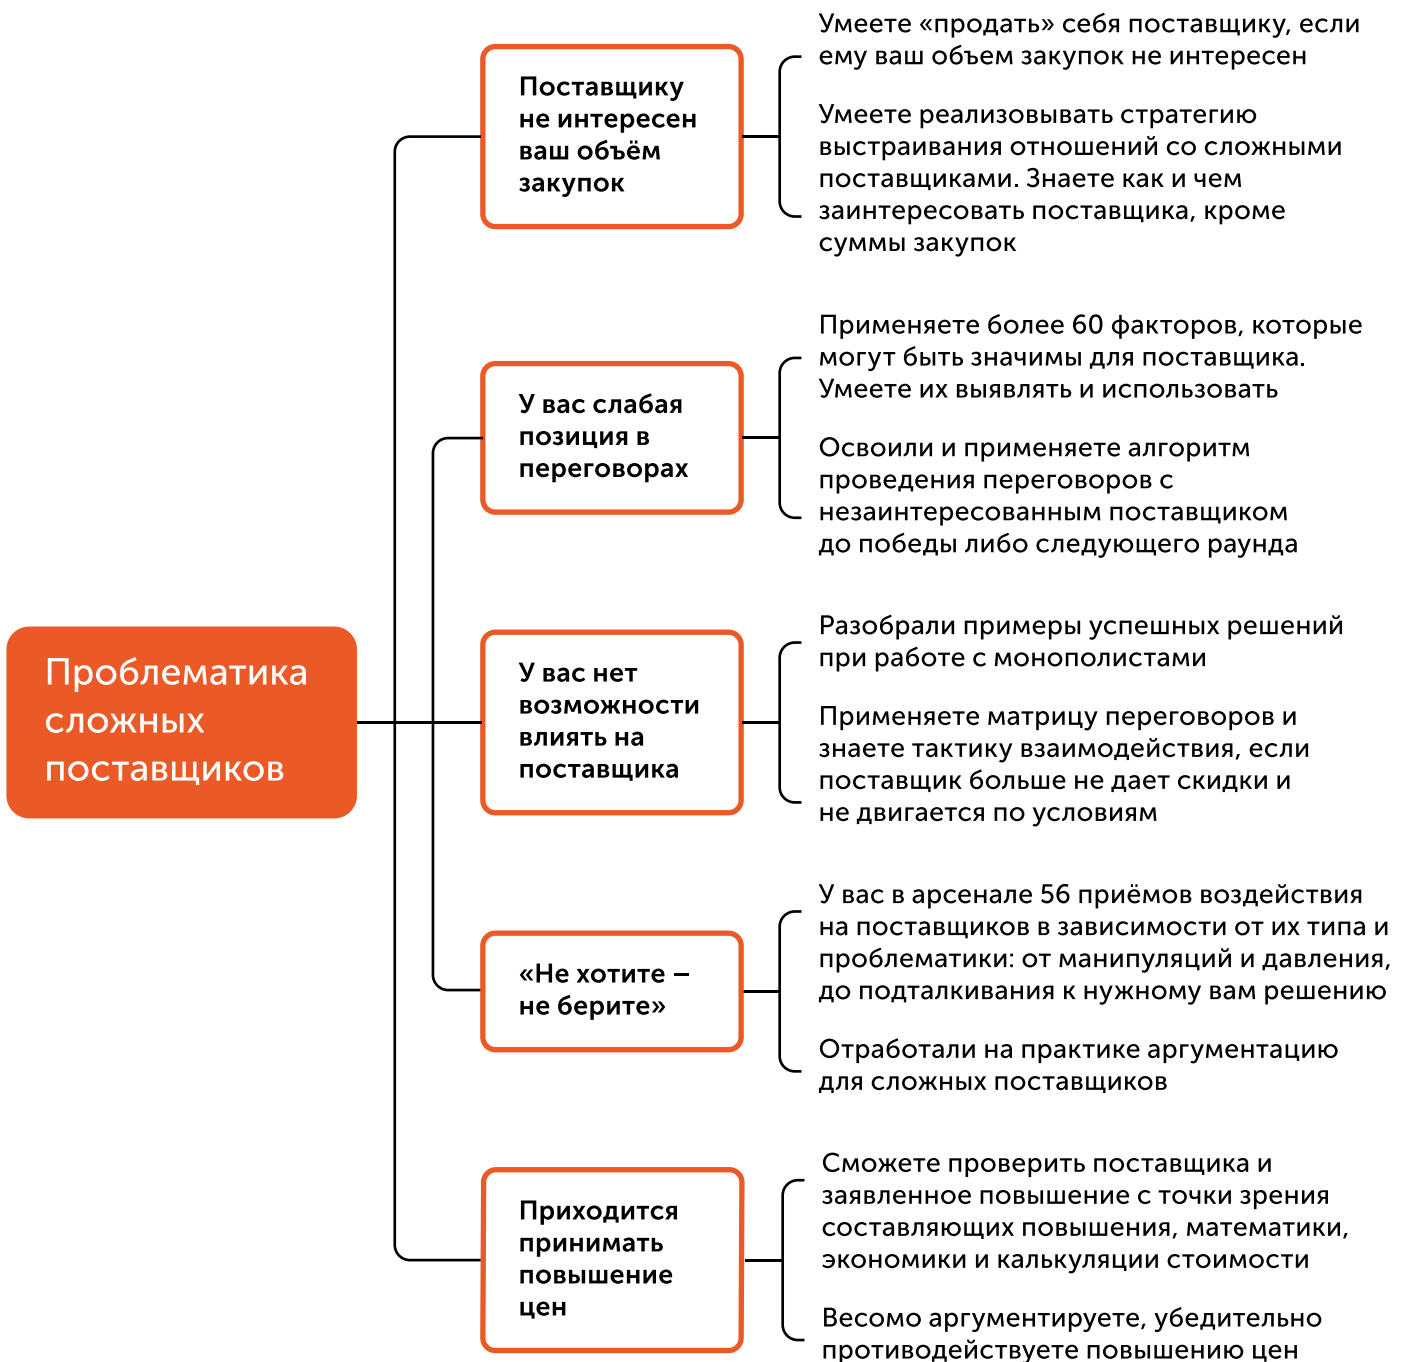 Проблематика
сложных
поставщиков
Поставщику
не интересен
ваш объём
закупок
Умеете «продать» себя поставщику, если
ему ваш объем закупок не интересен
Умеете реализовывать стратегию
выстраивания отношений со сложными
поставщиками. Знаете как и чем
заинтересовать поставщика, кроме
суммы закупок
У вас слабая
позиция в
переговорах
Применяете более 60 факторов, которые
могут быть значимы для поставщика.
Умеете их выявлять и использовать
Освоили и применяете алгоритм
проведения переговоров с
незаинтересованным поставщиком
до победы либо следующего раунда
У вас нет
возможности
влиять на
поставщика
Разобрали примеры успешных решений
при работе с монополистами
Применяете матрицу переговоров и
знаете тактику взаимодействия, если
поставщик больше не дает скидки и
не двигается по условиям
«Не хотите –
не берите»
У вас в арсенале 56 приёмов воздействия
на поставщиков в зависимости от их типа и
проблематики: от манипуляций и давления,
до подталкивания к нужному вам решению
Отработали на практике аргументацию
для сложных поставщиков
Приходится
принимать
повышение
цен
Сможете проверить поставщика и
заявленное повышение с точки зрения
составляющих повышения, математики,
экономики и калькуляции стоимости
Весомо аргументируете, убедительно
противодействуете повышению цен